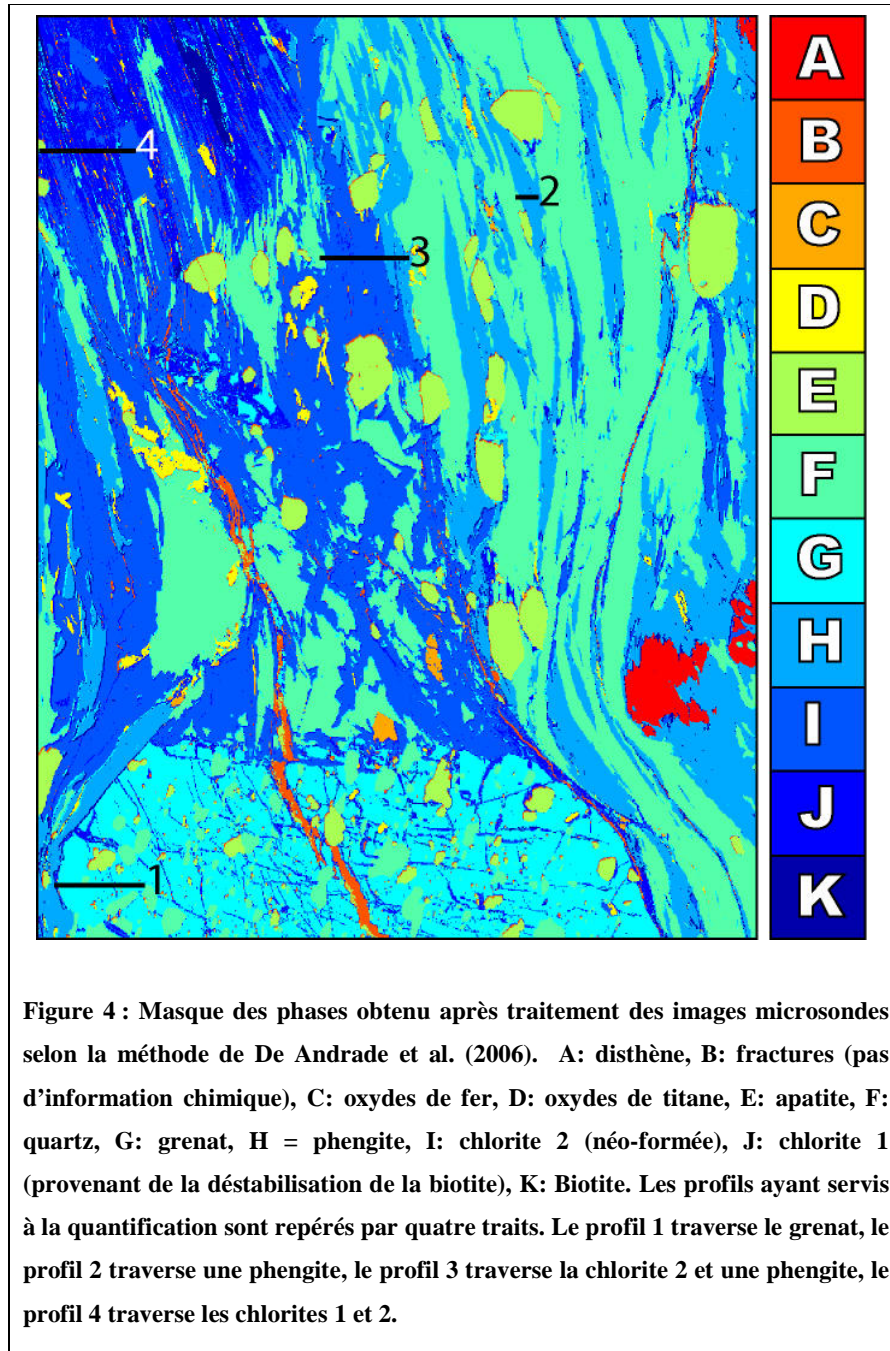 4
2
3
1
A
B
C
D
E
F
G
H
I
J
K
Figure 4 : Masque des phases obtenu après traitement des images microsondes
selon la méthode de De Andrade et al. (2006). A: disthène, B: fractures (pas
d'information chimique), C: oxydes de fer, D: oxydes de titane, E: apatite, F:
quartz, G: grenat, H = phengite, I: chlorite 2 (néo-formée), J: chlorite 1
(provenant de la déstabilisation de la biotite), K: Biotite. Les profils ayant servis
à la quantification sont repérés par quatre traits. Le profil 1 traverse le grenat, le
profil 2 traverse une phengite, le profil 3 traverse la chlorite 2 et une phengite, le
profil 4 traverse les chlorites 1 et 2.